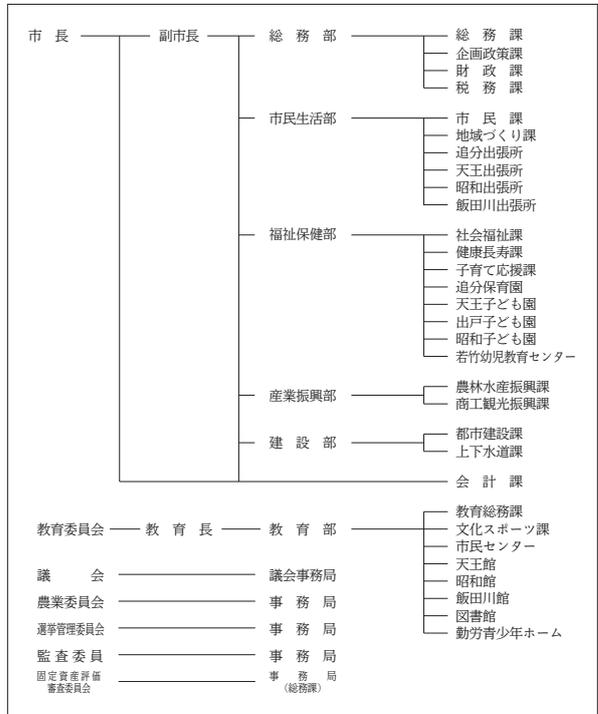 市長 副市長 総務部 総務課
企画政策課
財政課
税務課
市民生活部 市民課
地域づくり課
追分出張所
天王出張所
昭和出張所
飯田川出張所
福祉保健部 社会福祉課
健康長寿課
子育て応援課
追分保育園
天王子ども園
出戸子ども園
昭和子ども園
若竹幼児教育センター
産業振興部 農林水産振興課
商工観光振興課
建設部 都市建設課
上下水道課
会計課
教育委員会 教育長 教育部 教育総務課
文化スポーツ課
市民センター
天王館
昭和館
飯田川館
図書館
勤労青少年ホーム
議会 議会事務局
農業委員会 事務局
選挙管理委員会 事務局
監査委員 事務局
固定資産評価
審査委員会
事務局
（総務課）